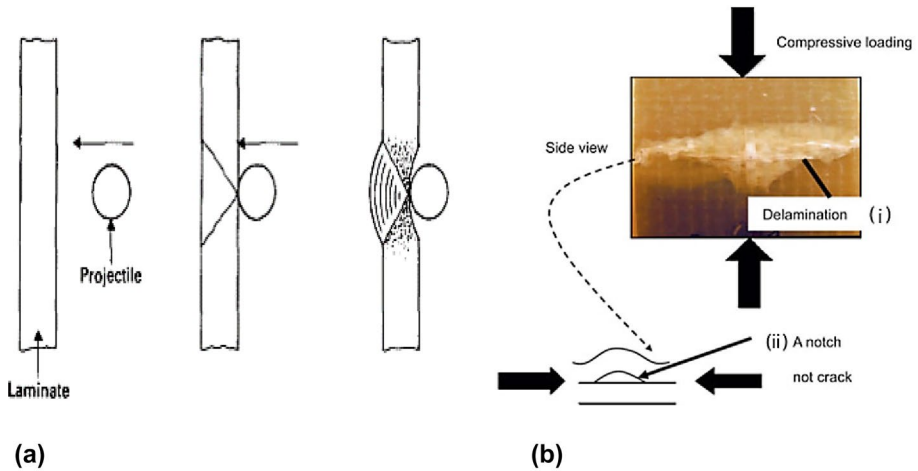 Projectile
Laminate
(a)
Compressive loading
Side view
Delamination (i)
(ii) A notch
not crack
(b)